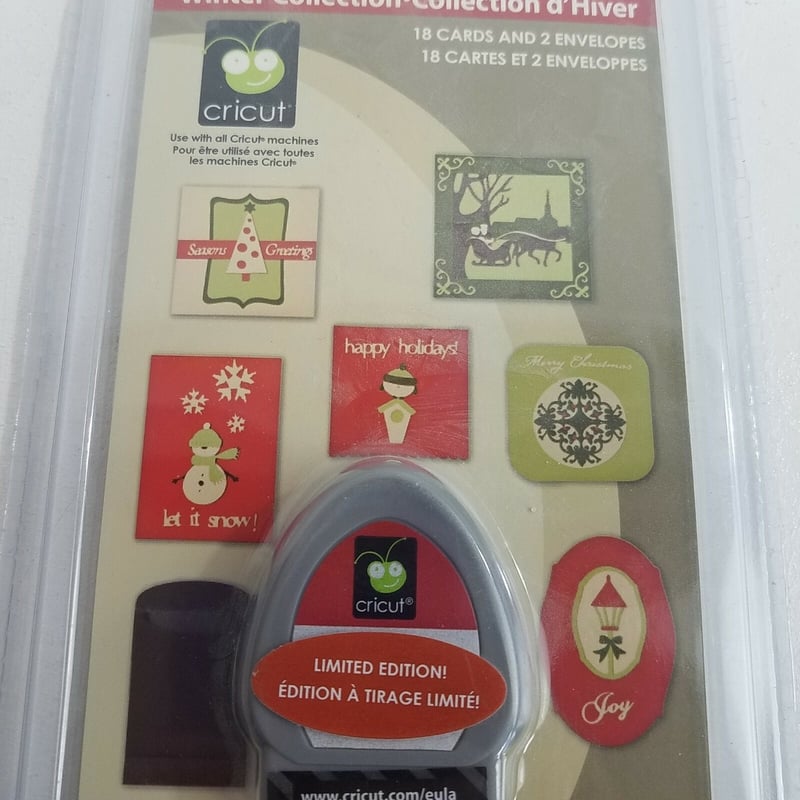 Winter Collection-Collection d'Hiver
18 CARDS AND 2 ENVELOPES
18 CARTES ET 2 ENVELOPPES
cricut®
Use with all Cricut® machines
Pour être utilisé avec toutes
les machines Cricut®
Seasons Greetings
happy holidays!
Merry Christmas
let it snow!
cricut®
LIMITED EDITION!
ÉDITION À TIRAGE LIMITÉ!
Joy
www.cricut.com/eula